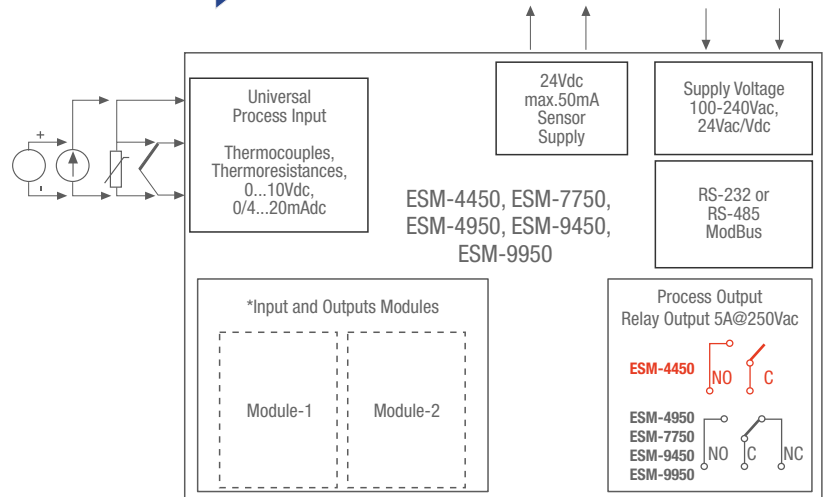 Universal
Process Input
Thermocouples,
Thermoresistances,
0...10Vdc,
0/4...20mAdc
24Vdc
max.50mA
Sensor
Supply
Supply Voltage
100-240Vac,
24Vac/Vdc
RS-232 or
RS-485
ModBus
+
-
ESM-4450, ESM-7750,
ESM-4950, ESM-9450,
ESM-9950
*Input and Outputs Modules
Module-1
Module-2
Process Output
Relay Output 5A@250Vac
ESM-4450
NO
C
ESM-4950
ESM-7750
ESM-9450
ESM-9950
NO
C
NC